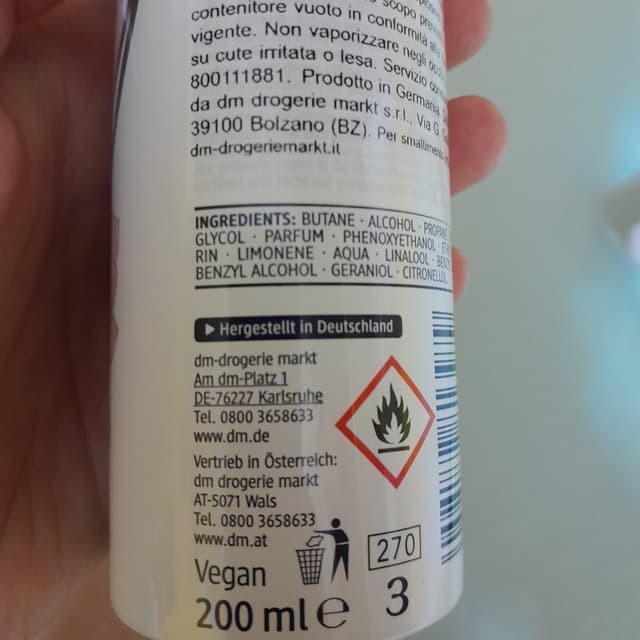 scopo
contenitore vuoto in conformità
vigente. Non vaporizzare negli
su cute irritata o lesa. Servizio
800111881. Prodotto in Germania
da dm drogerie markt s.r.l., Via G.
39100 Bolzano (BZ). Per smaltimento
dm-drogeriemarkt.it
INGREDIENTS: BUTANE · ALCOHOL · PROPANE
GLYCOL · PARFUM · PHENOXYETHANOL ·
RIN · LIMONENE · AQUA · LINALOOL ·
BENZYL ALCOHOL · GERANIOL · CITRONELLOL
▶ Hergestellt in Deutschland
dm-drogerie markt
Am dm-Platz 1
DE-76227 Karlsruhe
Tel. 0800 3658633
www.dm.de
Vertrieb in Österreich:
dm drogerie markt
AT-5071 Wals
Tel. 0800 3658633
www.dm.at
Vegan
270
200 ml e 3